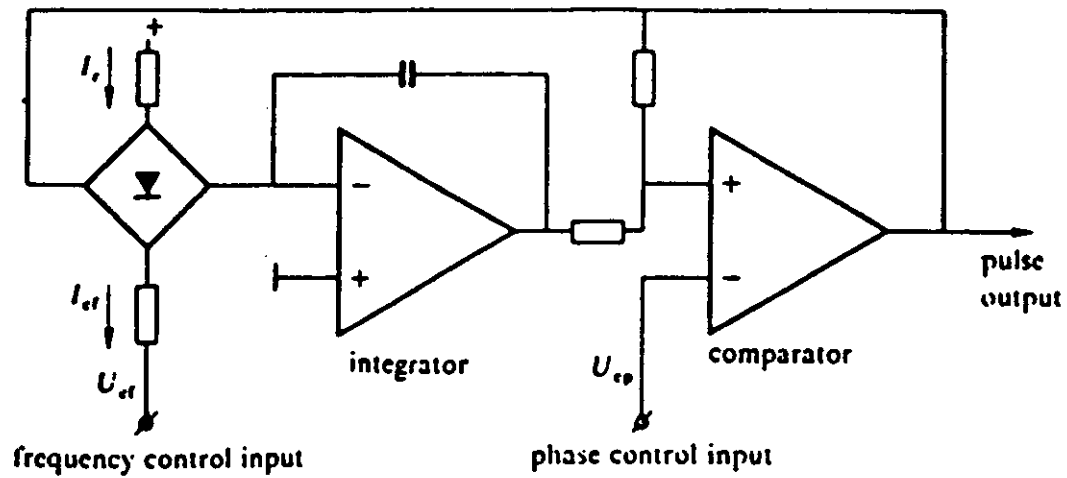 +
I_r
−
+
+
−
I_cf
U_cf
integrator
U_cp
comparator
pulse
output
frequency control input
phase control input